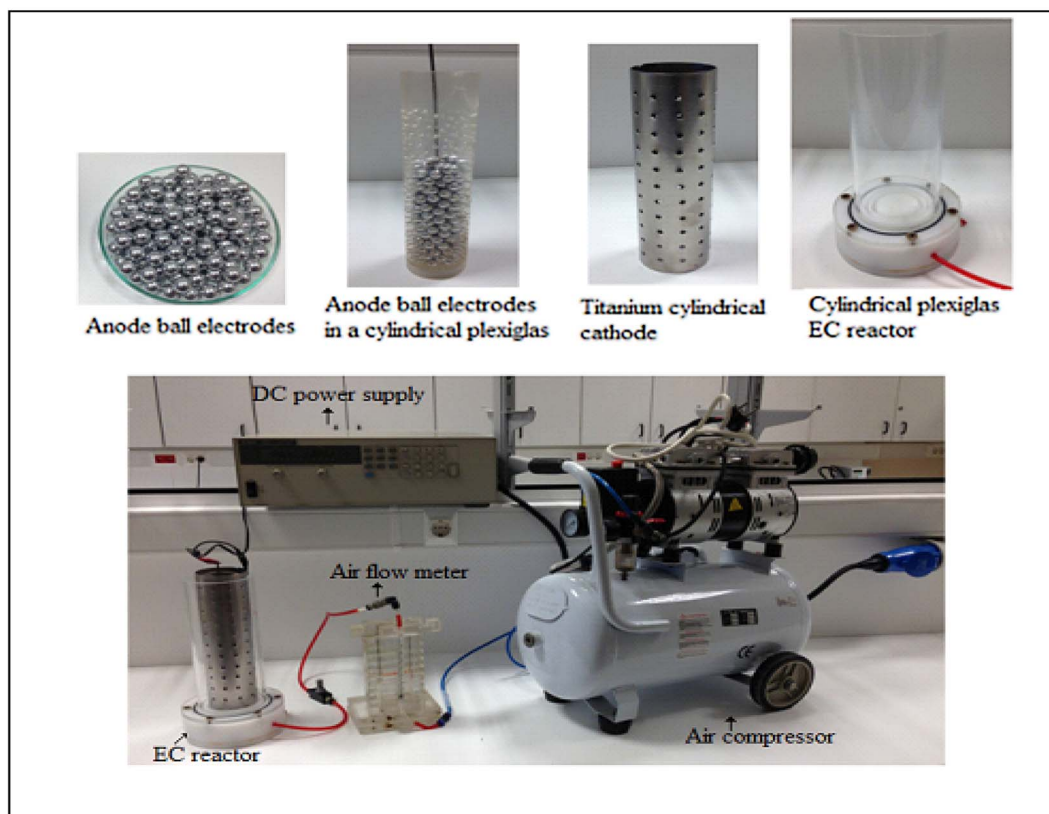 Anode ball electrodes
Anode ball electrodes
in a cylindrical plexiglas
Titanium cylindrical
cathode
Cylindrical plexiglas
EC reactor
DC power supply
Air flow meter
CE
EC reactor
Air compressor